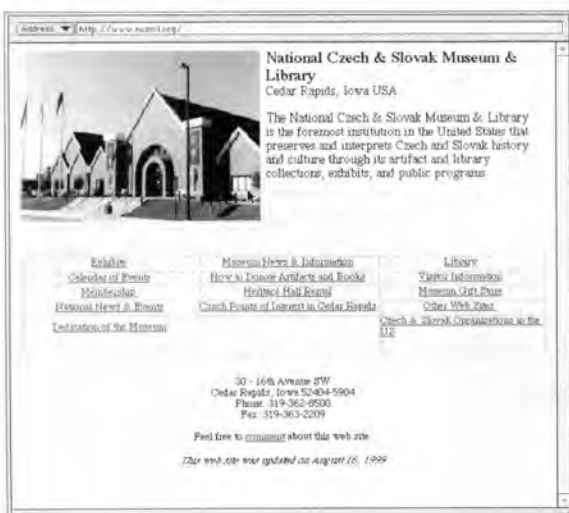 Address http://www.ncsml.org/
National Czech & Slovak Museum &
Library
Cedar Rapids, Iowa USA
The National Czech & Slovak Museum & Library
is the foremost institution in the United States that
preserves and interprets Czech and Slovak history
and culture through its artifact and library
collections, exhibits, and public programs.
Exhibits Museum News & Information Library
Calendar of Events How to Donate Artifacts and Books Visitor Information
Membership Heritage Hall Rental Museum Gift Store
National News & Events Czech Points of Interest in Cedar Rapids Other Web Sites
Dedication of the Museum Czech & Slovak Organizations in the
US
30 - 16th Avenue SW
Cedar Rapids, Iowa 52404-5904
Phone: 319-362-8500
Fax: 319-363-2209
Feel free to comment about this web site
This web site was updated on August 16, 1999